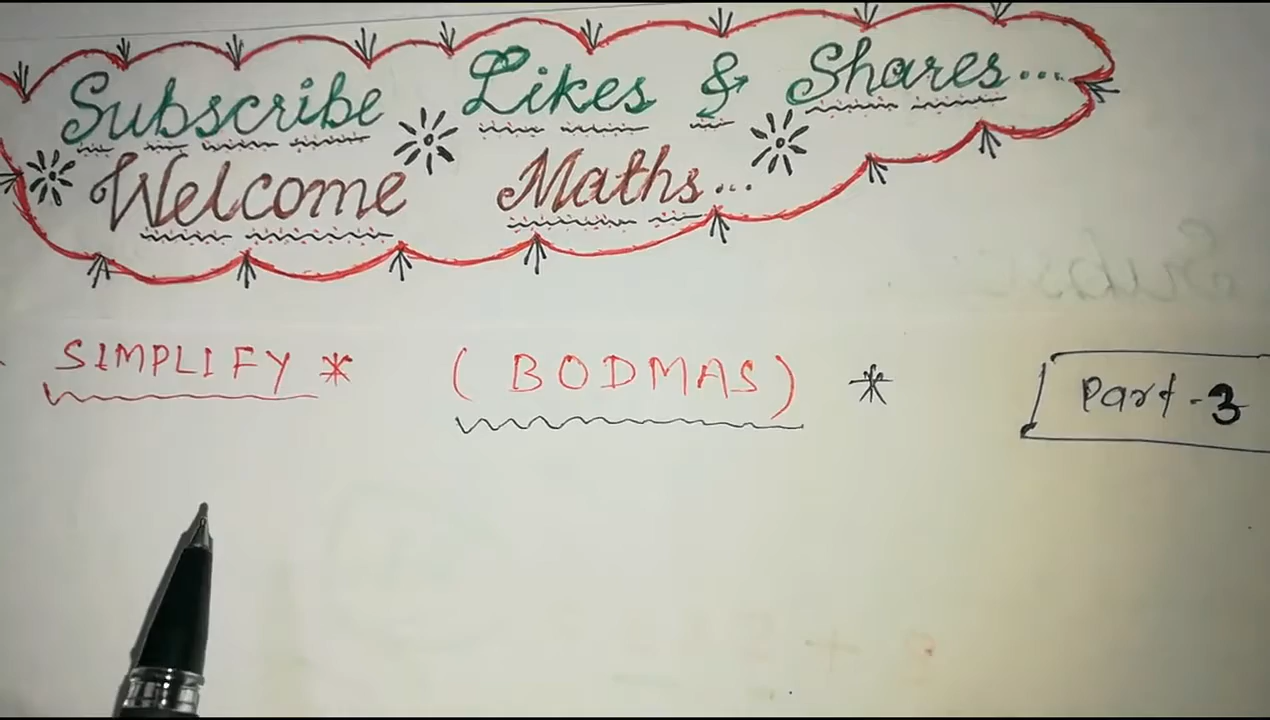 Subscribe Likes & Shares...
Welcome Maths...
SIMPLIFY * (BODMAS) *
Part-3